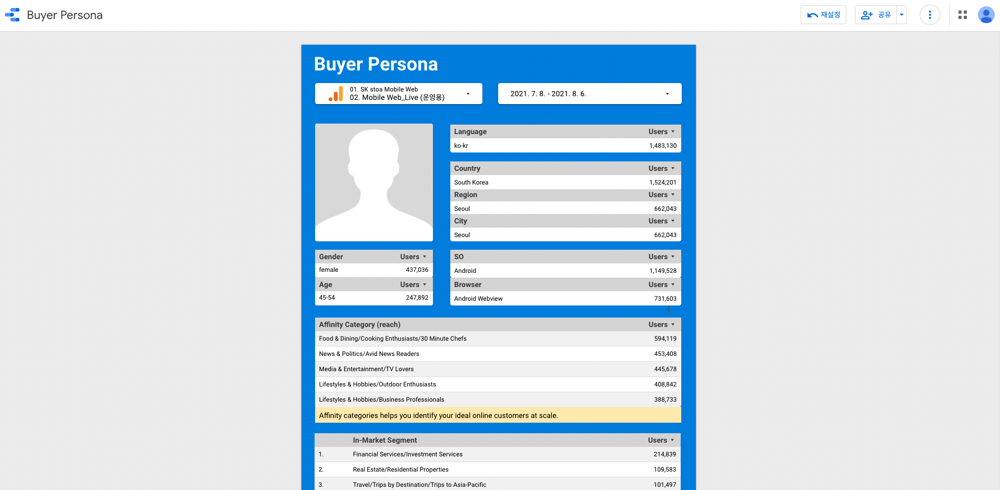 Buyer Persona
재설정
공유
Buyer Persona
01. SK stoa Mobile Web
02. Mobile Web_Live (운영용)
2021. 7. 8. - 2021. 8. 6.
Language Users
ko-kr 1,483,130
Country Users
South Korea 1,524,201
Region Users
Seoul 662,043
City Users
Seoul 662,043
Gender Users
female 437,036
Age Users
45-54 247,892
SO Users
Android 1,149,528
Browser Users
Android Webview 731,603
Affinity Category (reach) Users
Food & Dining/Cooking Enthusiasts/30 Minute Chefs 594,119
News & Politics/Avid News Readers 453,408
Media & Entertainment/TV Lovers 445,678
Lifestyles & Hobbies/Outdoor Enthusiasts 408,842
Lifestyles & Hobbies/Business Professionals 388,733
Affinity categories helps you identify your ideal online customers at scale.
In-Market Segment Users
1. Financial Services/Investment Services 214,839
2. Real Estate/Residential Properties 109,583
3. Travel/Trips by Destination/Trips to Asia-Pacific 101,497